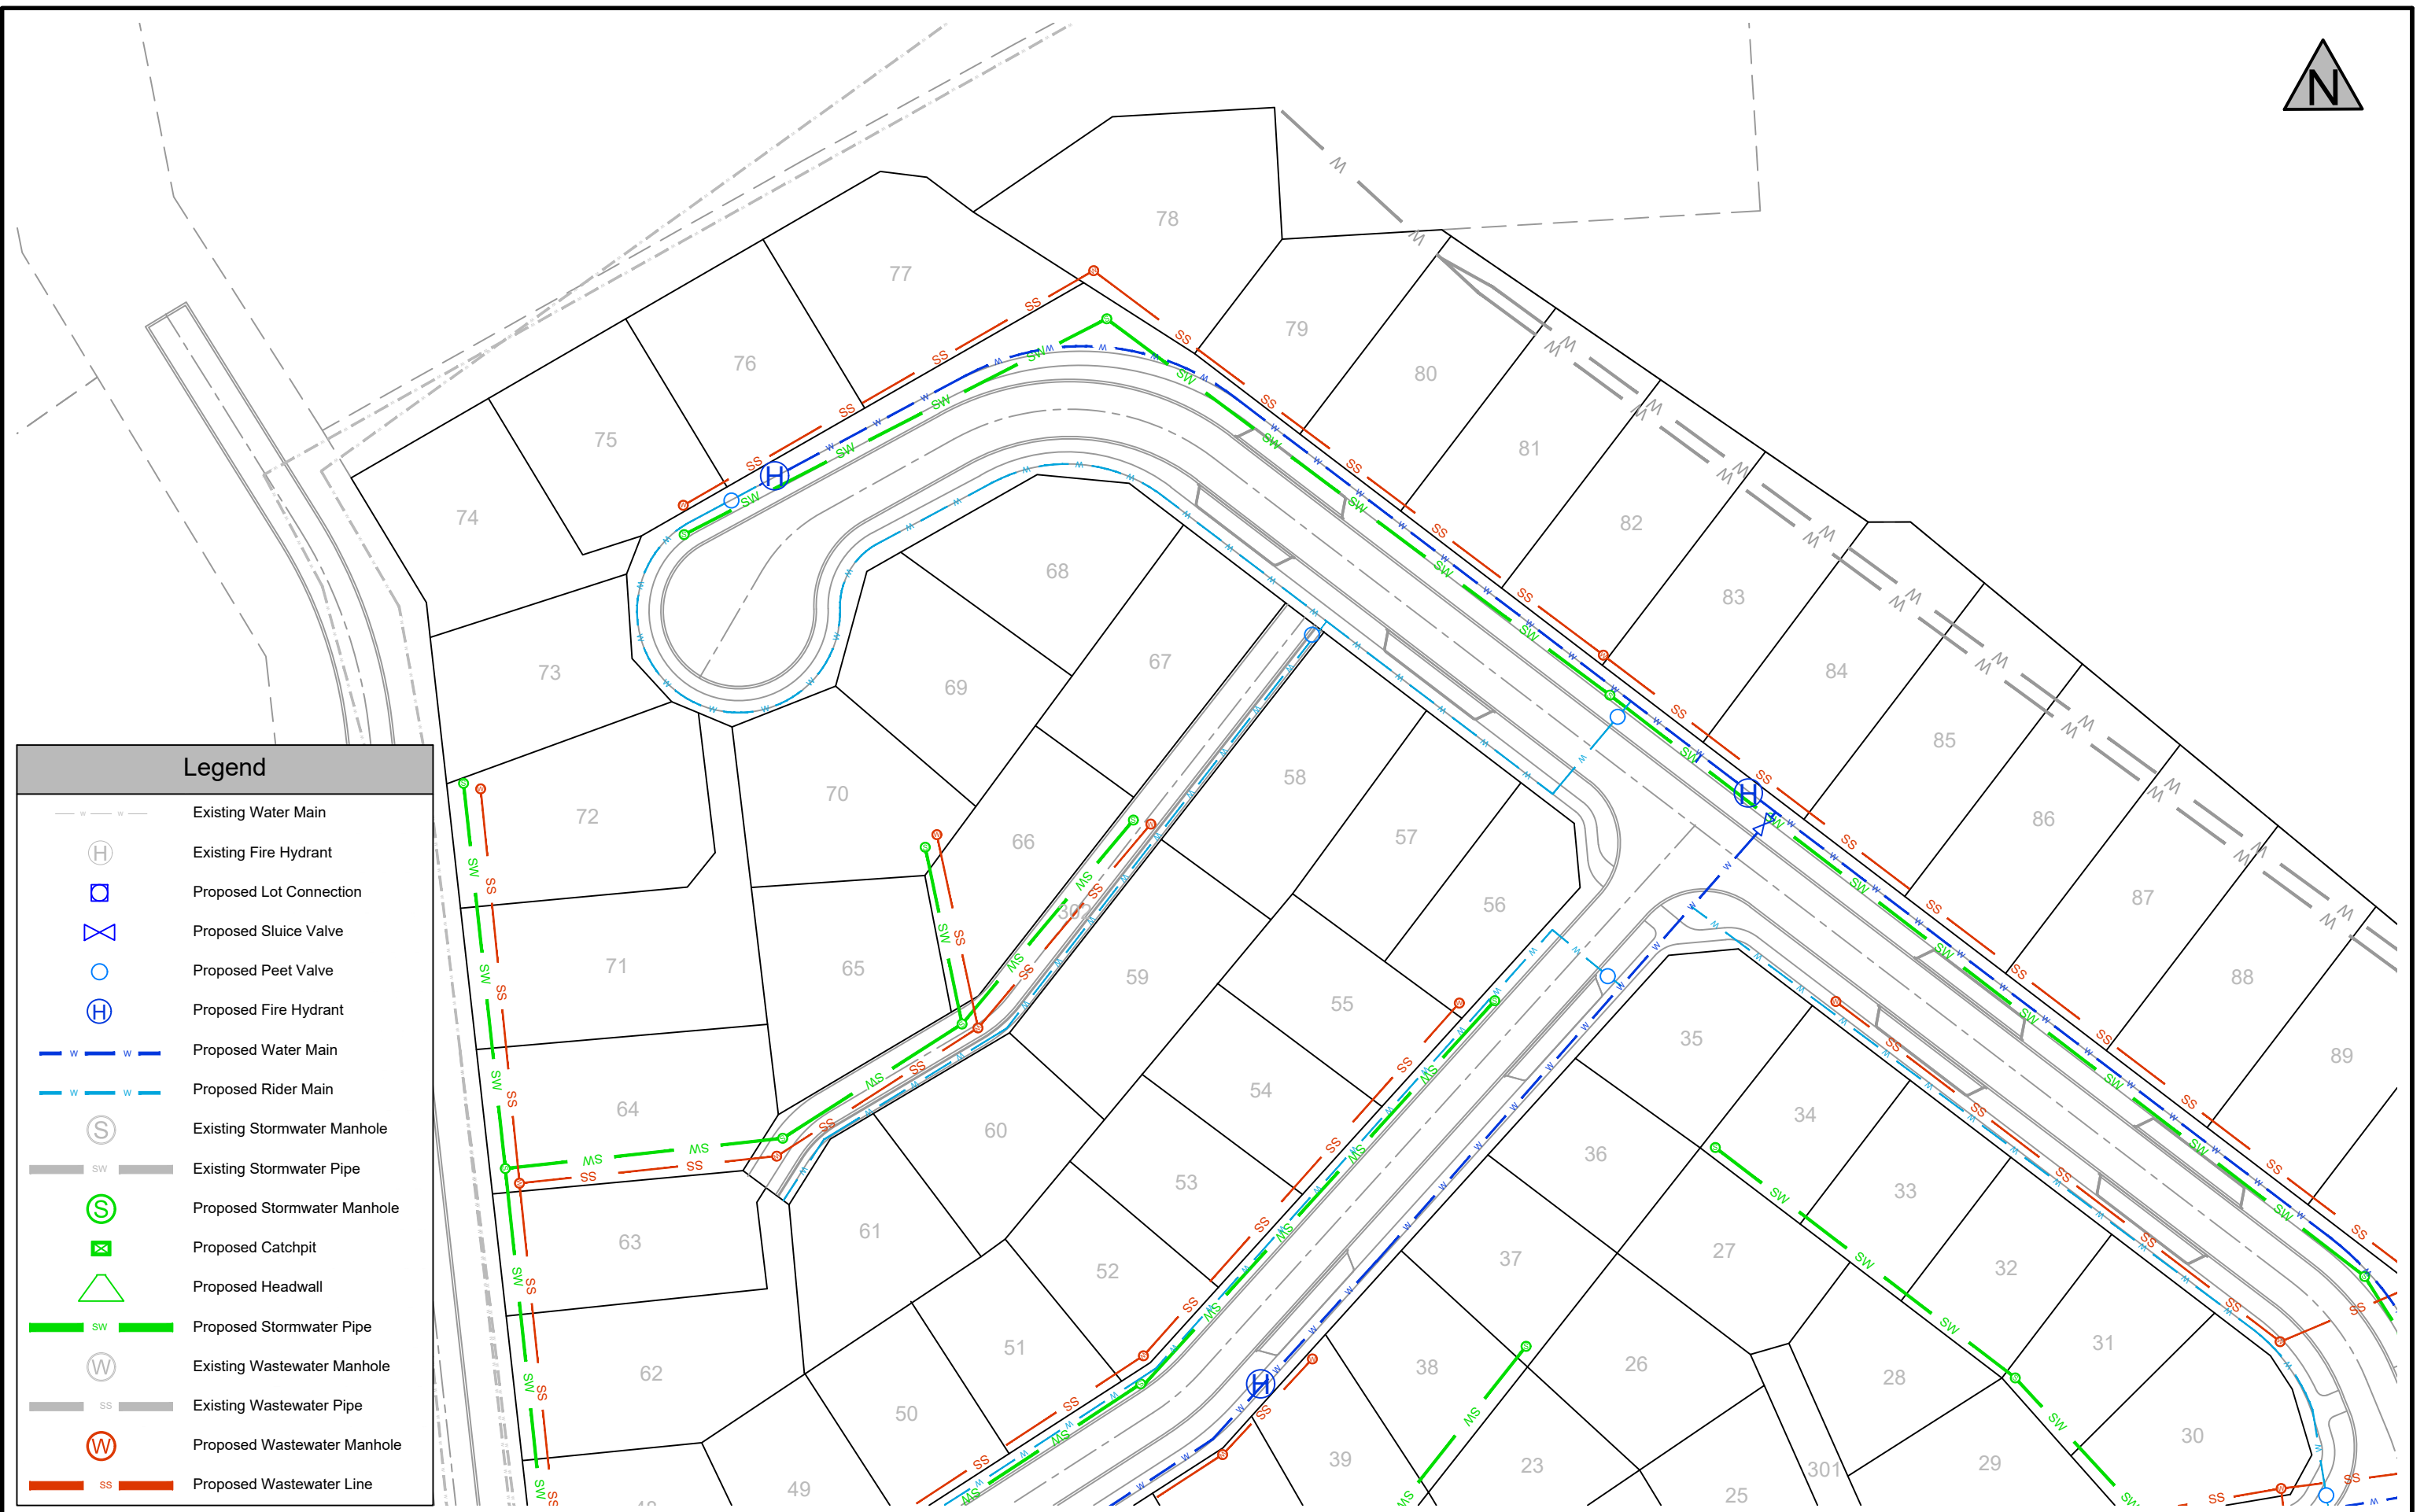 N
78
77
79
76
80
75
81
74
82
68
83
73
67
84
69
85
58
70
86
72
57
66
87
56
302
71
65
59
88
55
35
89
54
64
34
60
36
53
33
61
63
37
27
52
32
51
31
62
38
26
28
50
30
39
23
29
301
49
25
Legend
Existing Water Main
H Existing Fire Hydrant
Proposed Lot Connection
Proposed Sluice Valve
Proposed Peet Valve
H Proposed Fire Hydrant
W W Proposed Water Main
W W Proposed Rider Main
S Existing Stormwater Manhole
SW Existing Stormwater Pipe
S Proposed Stormwater Manhole
Proposed Catchpit
Proposed Headwall
SW Proposed Stormwater Pipe
W Existing Wastewater Manhole
SS Existing Wastewater Pipe
W Proposed Wastewater Manhole
SS Proposed Wastewater Line